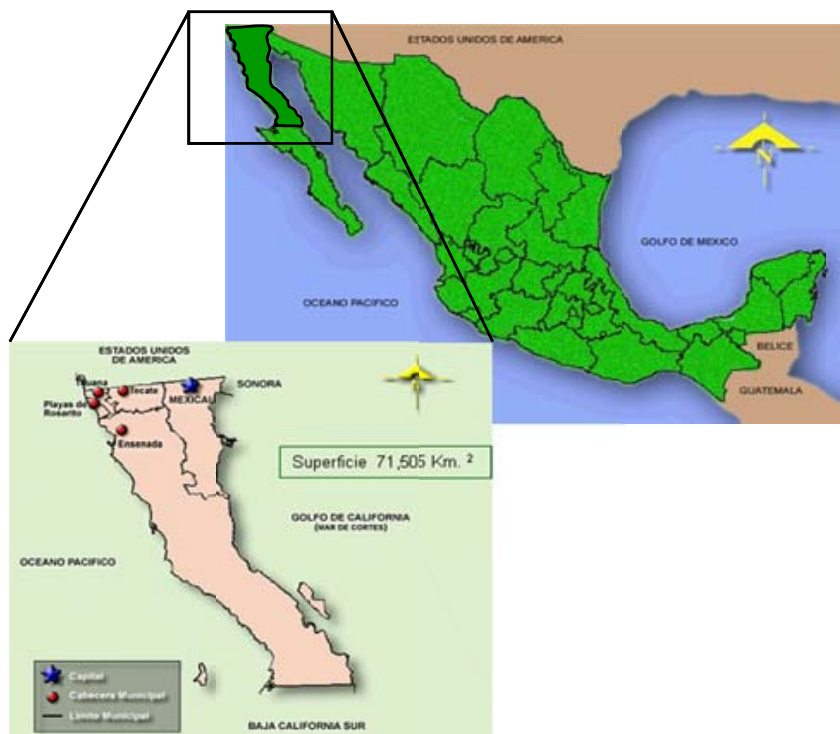 ESTADOS UNIDOS DE AMERICA
N
GOLFO DE MEXICO
OCEANO PACIFICO
BELICE
GUATEMALA
ESTADOS UNIDOS
DE AMERICA
Tijuana
Tecate
MEXICALI
SONORA
Playas de
Rosarito
Ensenada
Superficie 71,505 Km. ²
GOLFO DE CALIFORNIA
(MAR DE CORTES)
OCEANO PACIFICO
Capital
Cabecera Municipal
Limite Municipal
BAJA CALIFORNIA SUR